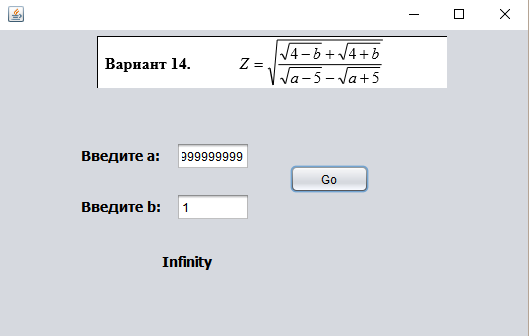 Вариант 14. Z = √((√(4−b) + √(4+b)) / (√(a−5) − √(a+5)))
Введите a: 999999999
Go
Введите b: 1
Infinity